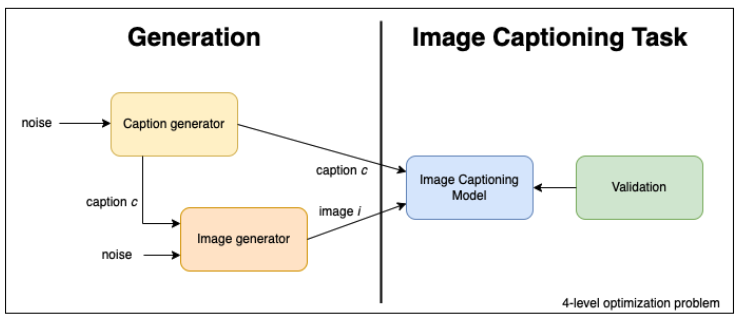 Generation
Image Captioning Task
noise
Caption generator
caption c
caption c
image i
Image generator
noise
Image Captioning
Model
Validation
4-level optimization problem